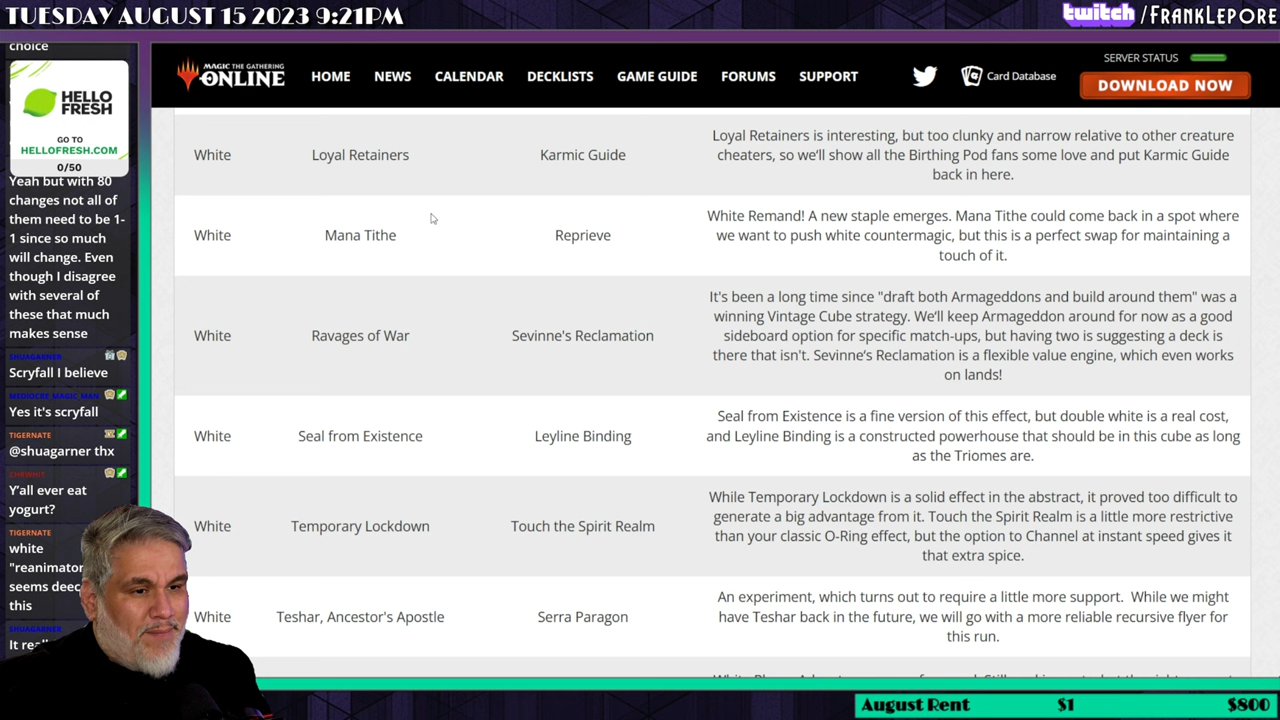 TUESDAY AUGUST 15 2023 9:21PM
twitch /FRANKLEPORE
choice
HELLO
FRESH
GO TO
HELLOFRESH.COM
0/50
Yeah but with 80
changes not all of
them need to be 1-
1 since so much
will change. Even
though I disagree
with several of
these that much
makes sense
SHUAGARNER
Scryfall I believe
MEDIOCRE MAGIC MAN
Yes it's scryfall
TIGERNATE
@shuagarner thx
Y'all ever eat
yogurt?
TIGERNATE
white
"reanimator
seems
this
SHUAGARNER
MAGIC THE GATHERING
ONLINE
HOME NEWS CALENDAR DECKLISTS GAME GUIDE FORUMS SUPPORT
Card Database
SERVER STATUS
DOWNLOAD NOW
White Loyal Retainers Karmic Guide
Loyal Retainers is interesting, but too clunky and narrow relative to other creature
cheaters, so we'll show all the Birthing Pod fans some love and put Karmic Guide
back in here.
White Mana Tithe Reprieve
White Remand! A new staple emerges. Mana Tithe could come back in a spot where
we want to push white countermagic, but this is a perfect swap for maintaining a
touch of it.
White Ravages of War Sevinne's Reclamation
It's been a long time since "draft both Armageddons and build around them" was a
winning Vintage Cube strategy. We'll keep Armageddon around for now as a good
sideboard option for specific match-ups, but having two is suggesting a deck is
there that isn't. Sevinne's Reclamation is a flexible value engine, which even works
on lands!
White Seal from Existence Leyline Binding
Seal from Existence is a fine version of this effect, but double white is a real cost,
and Leyline Binding is a constructed powerhouse that should be in this cube as long
as the Triomes are.
White Temporary Lockdown Touch the Spirit Realm
While Temporary Lockdown is a solid effect in the abstract, it proved too difficult to
generate a big advantage from it. Touch the Spirit Realm is a little more restrictive
than your classic O-Ring effect, but the option to Channel at instant speed gives it
that extra spice.
White Teshar, Ancestor's Apostle Serra Paragon
An experiment, which turns out to require a little more support. While we might
have Teshar back in the future, we will go with a more reliable recursive flyer for
this run.
August Rent $1 $800